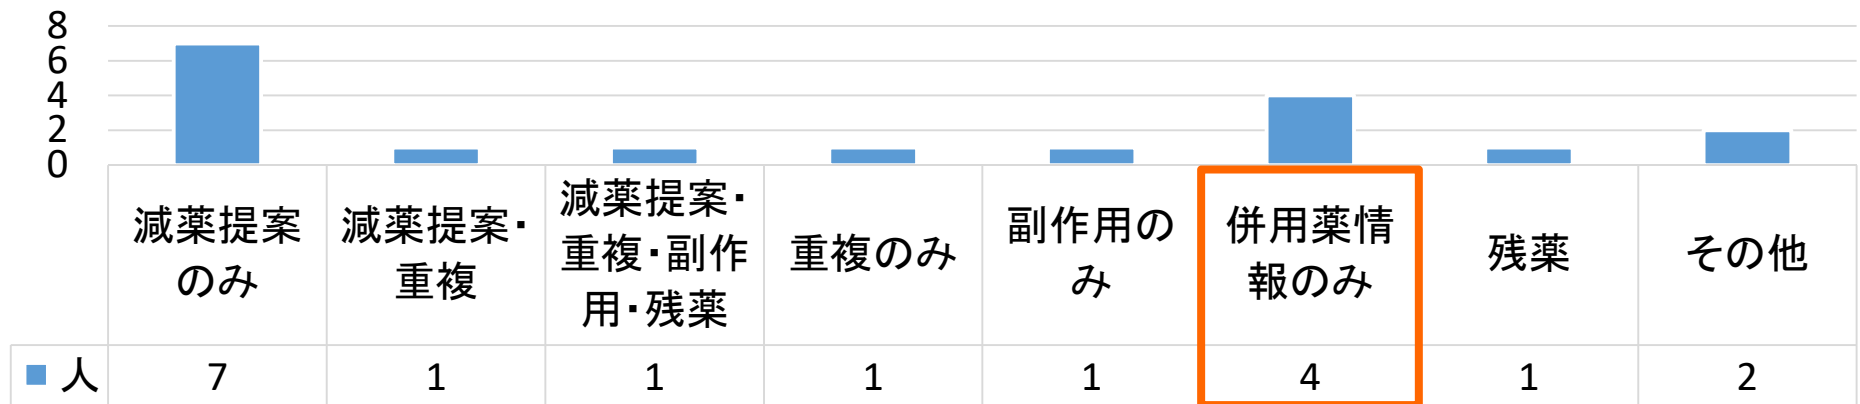 8
6
4
2
0
減薬提案
のみ
減薬提案・
重複
減薬提案・
重複・副作
用・残薬
重複のみ
副作用の
み
併用薬情
報のみ
残薬
その他
人 7 1 1 1 1 4 1 2